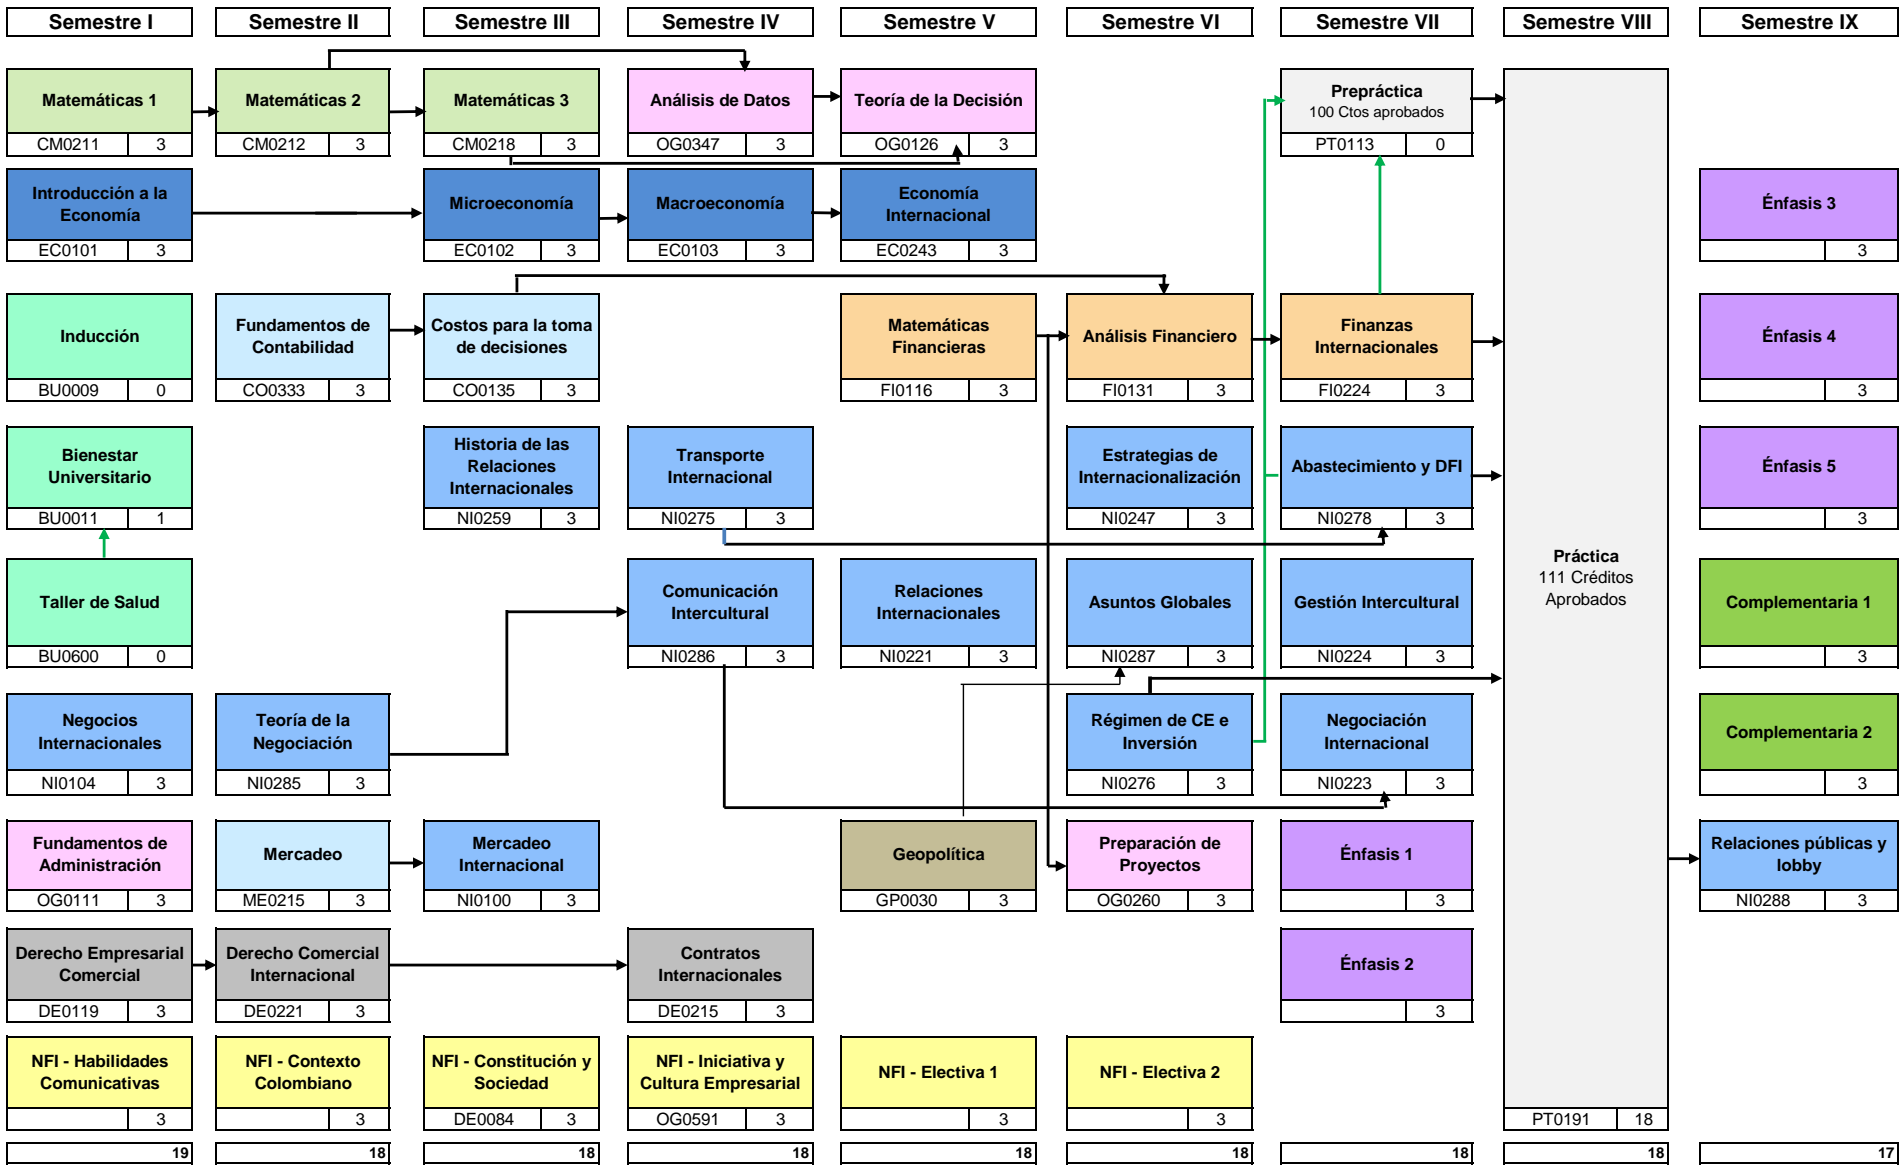 Semestre I
Semestre II
Semestre III
Semestre IV
Semestre V
Semestre VI
Semestre VII
Semestre VIII
Semestre IX
Matemáticas 1
CM0211 3
Matemáticas 2
CM0212 3
Matemáticas 3
CM0218 3
Análisis de Datos
OG0347 3
Teoría de la Decisión
OG0126 3
Prepráctica
100 Ctos aprobados
PT0113 0
Introducción a la
Economía
EC0101 3
Microeconomía
EC0102 3
Macroeconomía
EC0103 3
Economía
Internacional
EC0243 3
Énfasis 3
3
Inducción
BU0009 0
Fundamentos de
Contabilidad
CO0333 3
Costos para la toma
de decisiones
CO0135 3
Matemáticas
Financieras
FI0116 3
Análisis Financiero
FI0131 3
Finanzas
Internacionales
FI0224 3
Énfasis 4
3
Bienestar
Universitario
BU0011 1
Historia de las
Relaciones
Internacionales
NI0259 3
Transporte
Internacional
NI0275 3
Estrategias de
Internacionalización
NI0247 3
Abastecimiento y DFI
NI0278 3
Énfasis 5
3
Taller de Salud
BU0600 0
Comunicación
Intercultural
NI0286 3
Relaciones
Internacionales
NI0221 3
Asuntos Globales
NI0287 3
Gestión Intercultural
NI0224 3
Práctica
111 Créditos
Aprobados
Complementaria 1
3
Negocios
Internacionales
NI0104 3
Teoría de la
Negociación
NI0285 3
Régimen de CE e
Inversión
NI0276 3
Negociación
Internacional
NI0223 3
Complementaria 2
3
Fundamentos de
Administración
OG0111 3
Mercadeo
ME0215 3
Mercadeo
Internacional
NI0100 3
Geopolítica
GP0030 3
Preparación de
Proyectos
OG0260 3
Énfasis 1
3
Relaciones públicas y
lobby
NI0288 3
Derecho Empresarial
Comercial
DE0119 3
Derecho Comercial
Internacional
DE0221 3
Contratos
Internacionales
DE0215 3
Énfasis 2
3
NFI - Habilidades
Comunicativas
3
NFI - Contexto
Colombiano
3
NFI - Constitución y
Sociedad
DE0084 3
NFI - Iniciativa y
Cultura Empresarial
OG0591 3
NFI - Electiva 1
3
NFI - Electiva 2
3
PT0191 18
19
18
18
18
18
18
18
18
17